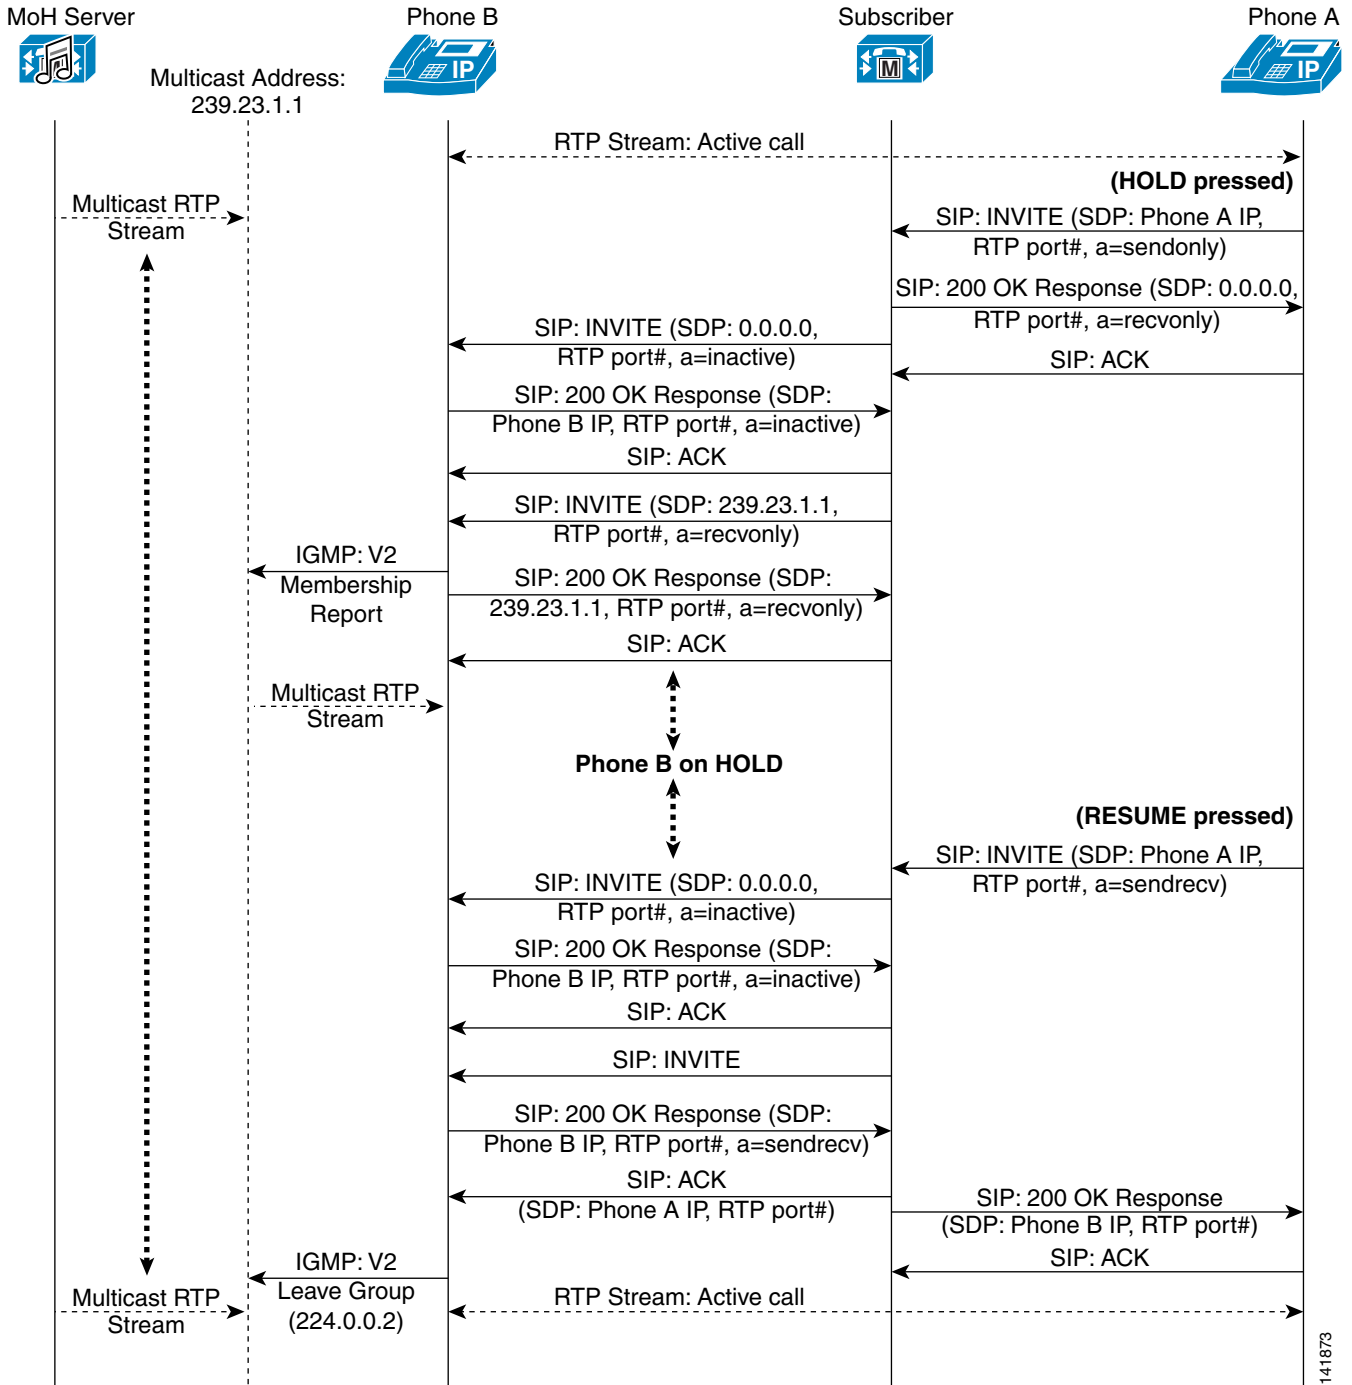 MoH Server
Phone B
Subscriber
Phone A
IP
M
IP
Multicast Address:
239.23.1.1
RTP Stream: Active call
(HOLD pressed)
Multicast RTP
Stream
SIP: INVITE (SDP: Phone A IP,
RTP port#, a=sendonly)
SIP: 200 OK Response (SDP: 0.0.0.0,
RTP port#, a=recvonly)
SIP: INVITE (SDP: 0.0.0.0,
RTP port#, a=inactive)
SIP: ACK
SIP: 200 OK Response (SDP:
Phone B IP, RTP port#, a=inactive)
SIP: ACK
SIP: INVITE (SDP: 239.23.1.1,
RTP port#, a=recvonly)
IGMP: V2
Membership
Report
SIP: 200 OK Response (SDP:
239.23.1.1, RTP port#, a=recvonly)
SIP: ACK
Multicast RTP
Stream
Phone B on HOLD
(RESUME pressed)
SIP: INVITE (SDP: Phone A IP,
RTP port#, a=sendrecv)
SIP: INVITE (SDP: 0.0.0.0,
RTP port#, a=inactive)
SIP: 200 OK Response (SDP:
Phone B IP, RTP port#, a=inactive)
SIP: ACK
SIP: INVITE
SIP: 200 OK Response (SDP:
Phone B IP, RTP port#, a=sendrecv)
SIP: ACK
(SDP: Phone A IP, RTP port#)
SIP: 200 OK Response
(SDP: Phone B IP, RTP port#)
SIP: ACK
IGMP: V2
Leave Group
(224.0.0.2)
Multicast RTP
Stream
RTP Stream: Active call
141873